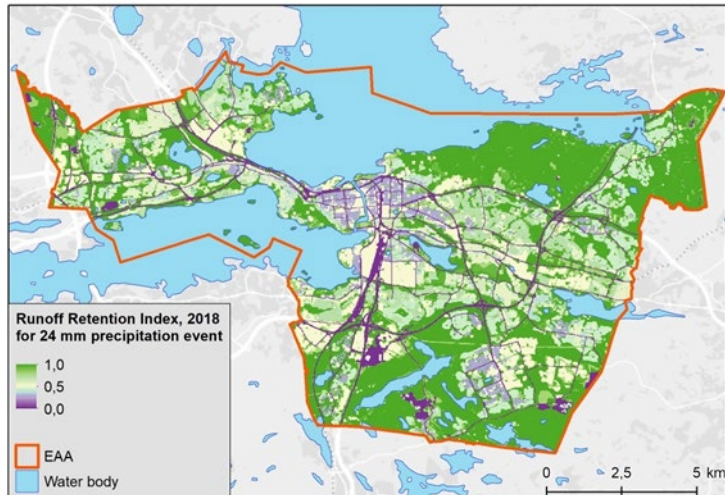 Runoff Retention Index, 2018
for 24 mm precipitation event
1,0
0,5
0,0
EAA
Water body
0 2,5 5 km